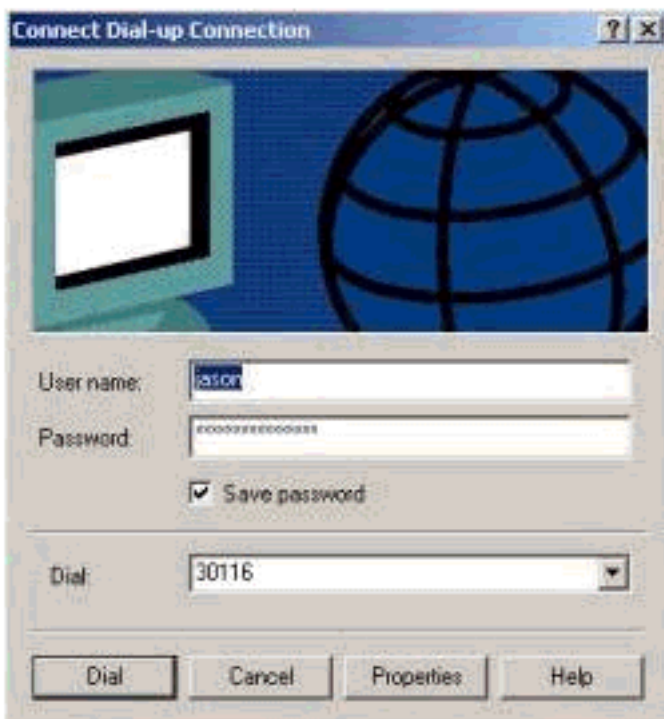 Connect Dial-up Connection
User name: jason
Password: **************
Save password
Dial: 30116
Dial Cancel Properties Help